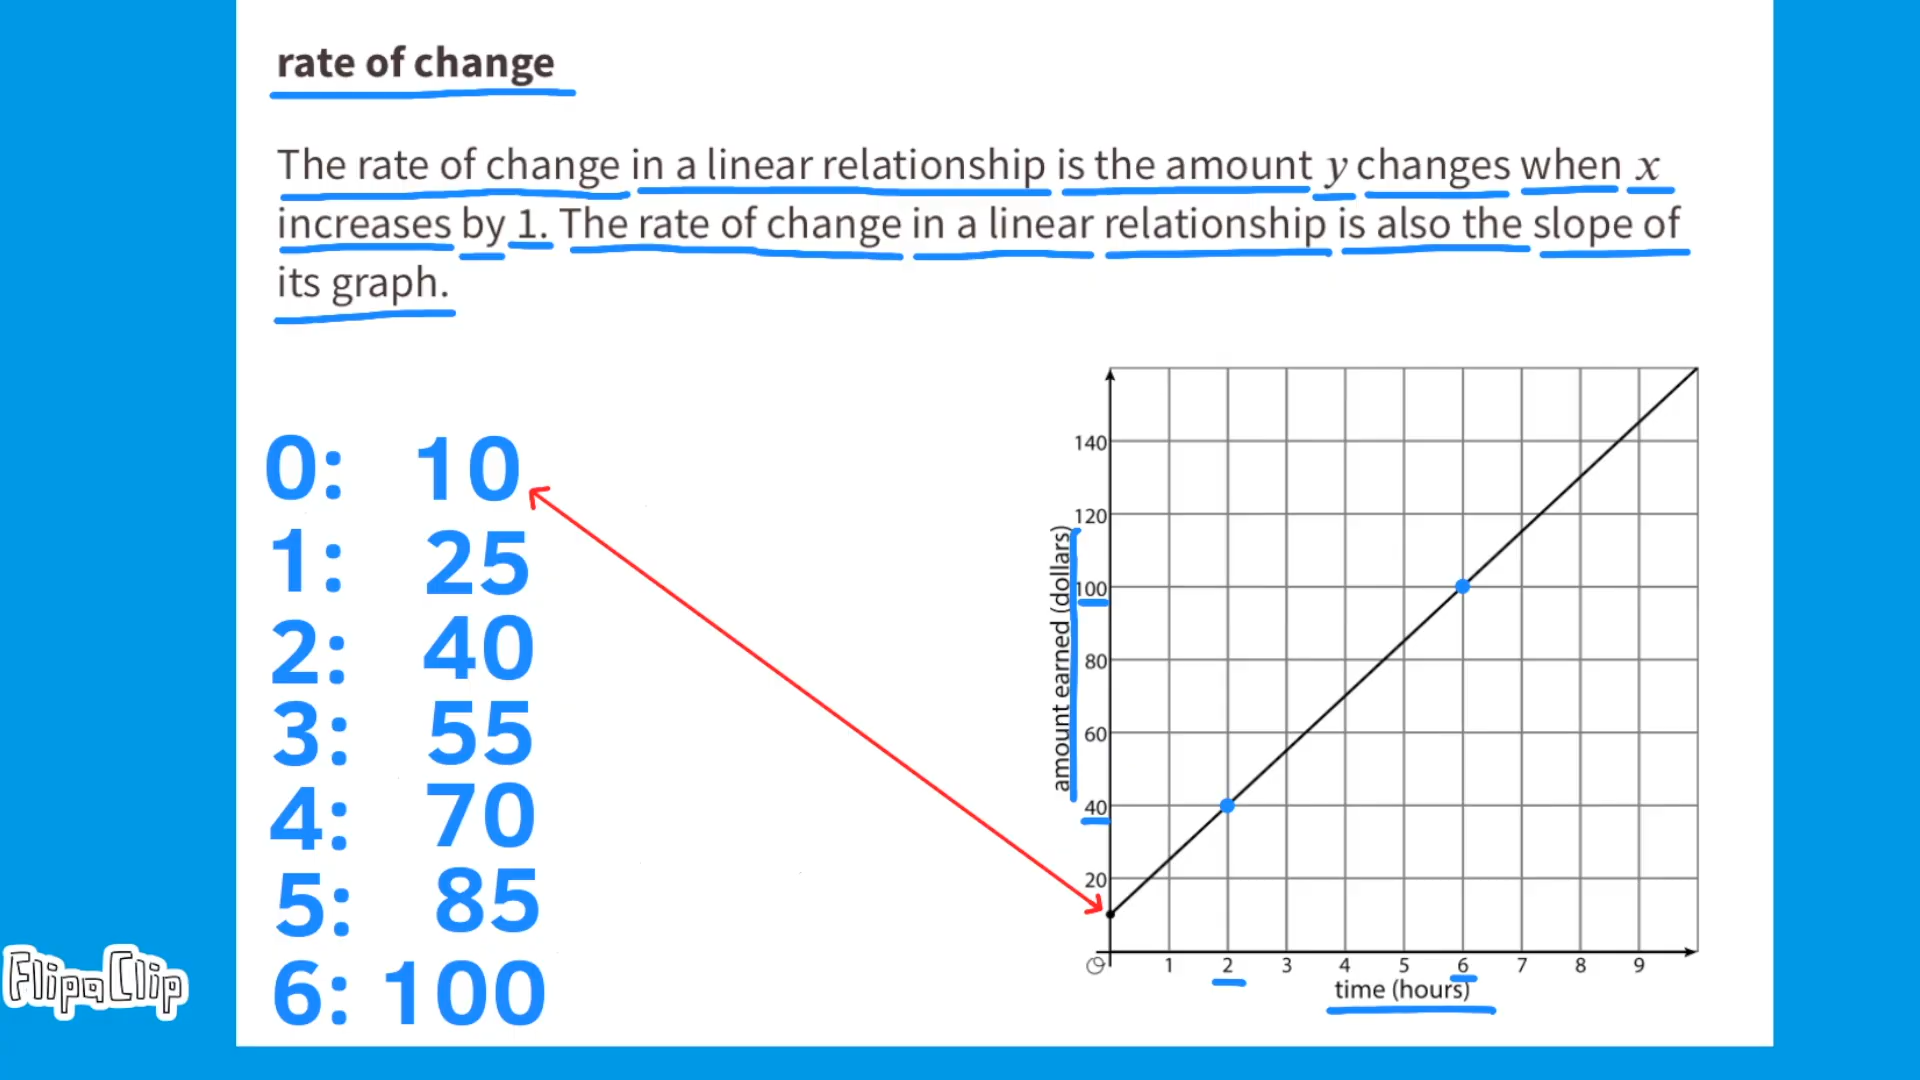 rate of change
The rate of change in a linear relationship is the amount y changes when x
increases by 1. The rate of change in a linear relationship is also the slope of
its graph.
0: 10
1: 25
2: 40
3: 55
4: 70
5: 85
6: 100
amount earned (dollars)
140
120
100
80
60
40
20
O 1 2 3 4 5 6 7 8 9
time (hours)
FlipaClip